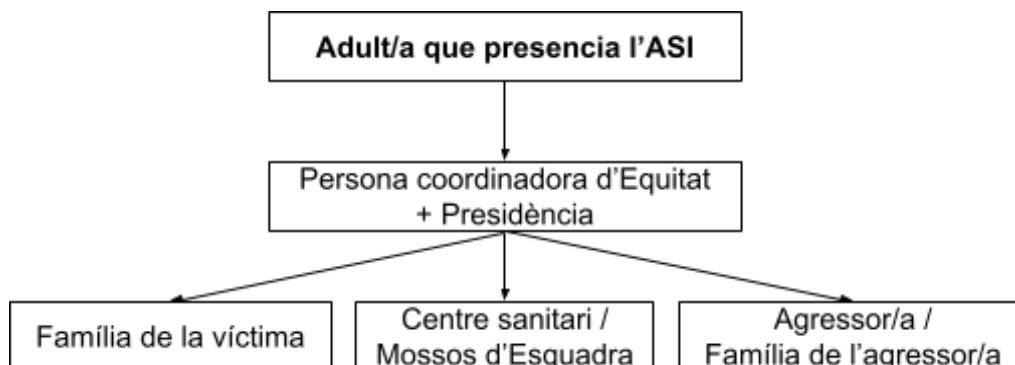 Adult/a que presencia l'ASI
Persona coordinadora d'Equitat
+ Presidència
Família de la víctima
Centre sanitari /
Mossos d'Esquadra
Agressor/a /
Família de l'agressor/a